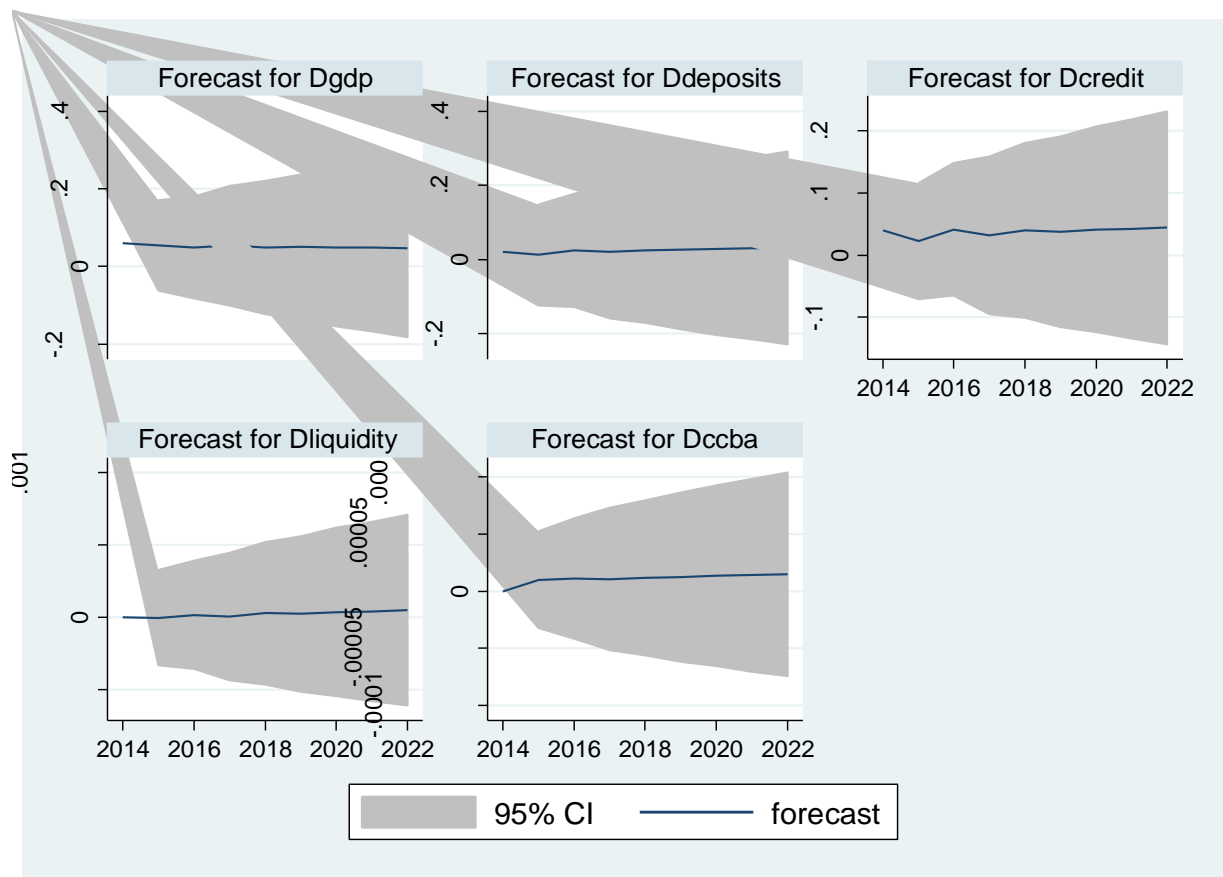 Forecast for Dgdp
Forecast for Ddeposits
Forecast for Dcredit
.4
.2
0
-.2
.4
.2
0
-.2
.2
.1
0
-.1
2014 2016 2018 2020 2022
Forecast for Dliquidity
Forecast for Dccba
.001
0
.000
.00005
0
-.00005
-.0001
2014 2016 2018 2020 2022
2014 2016 2018 2020 2022
95% CI
forecast